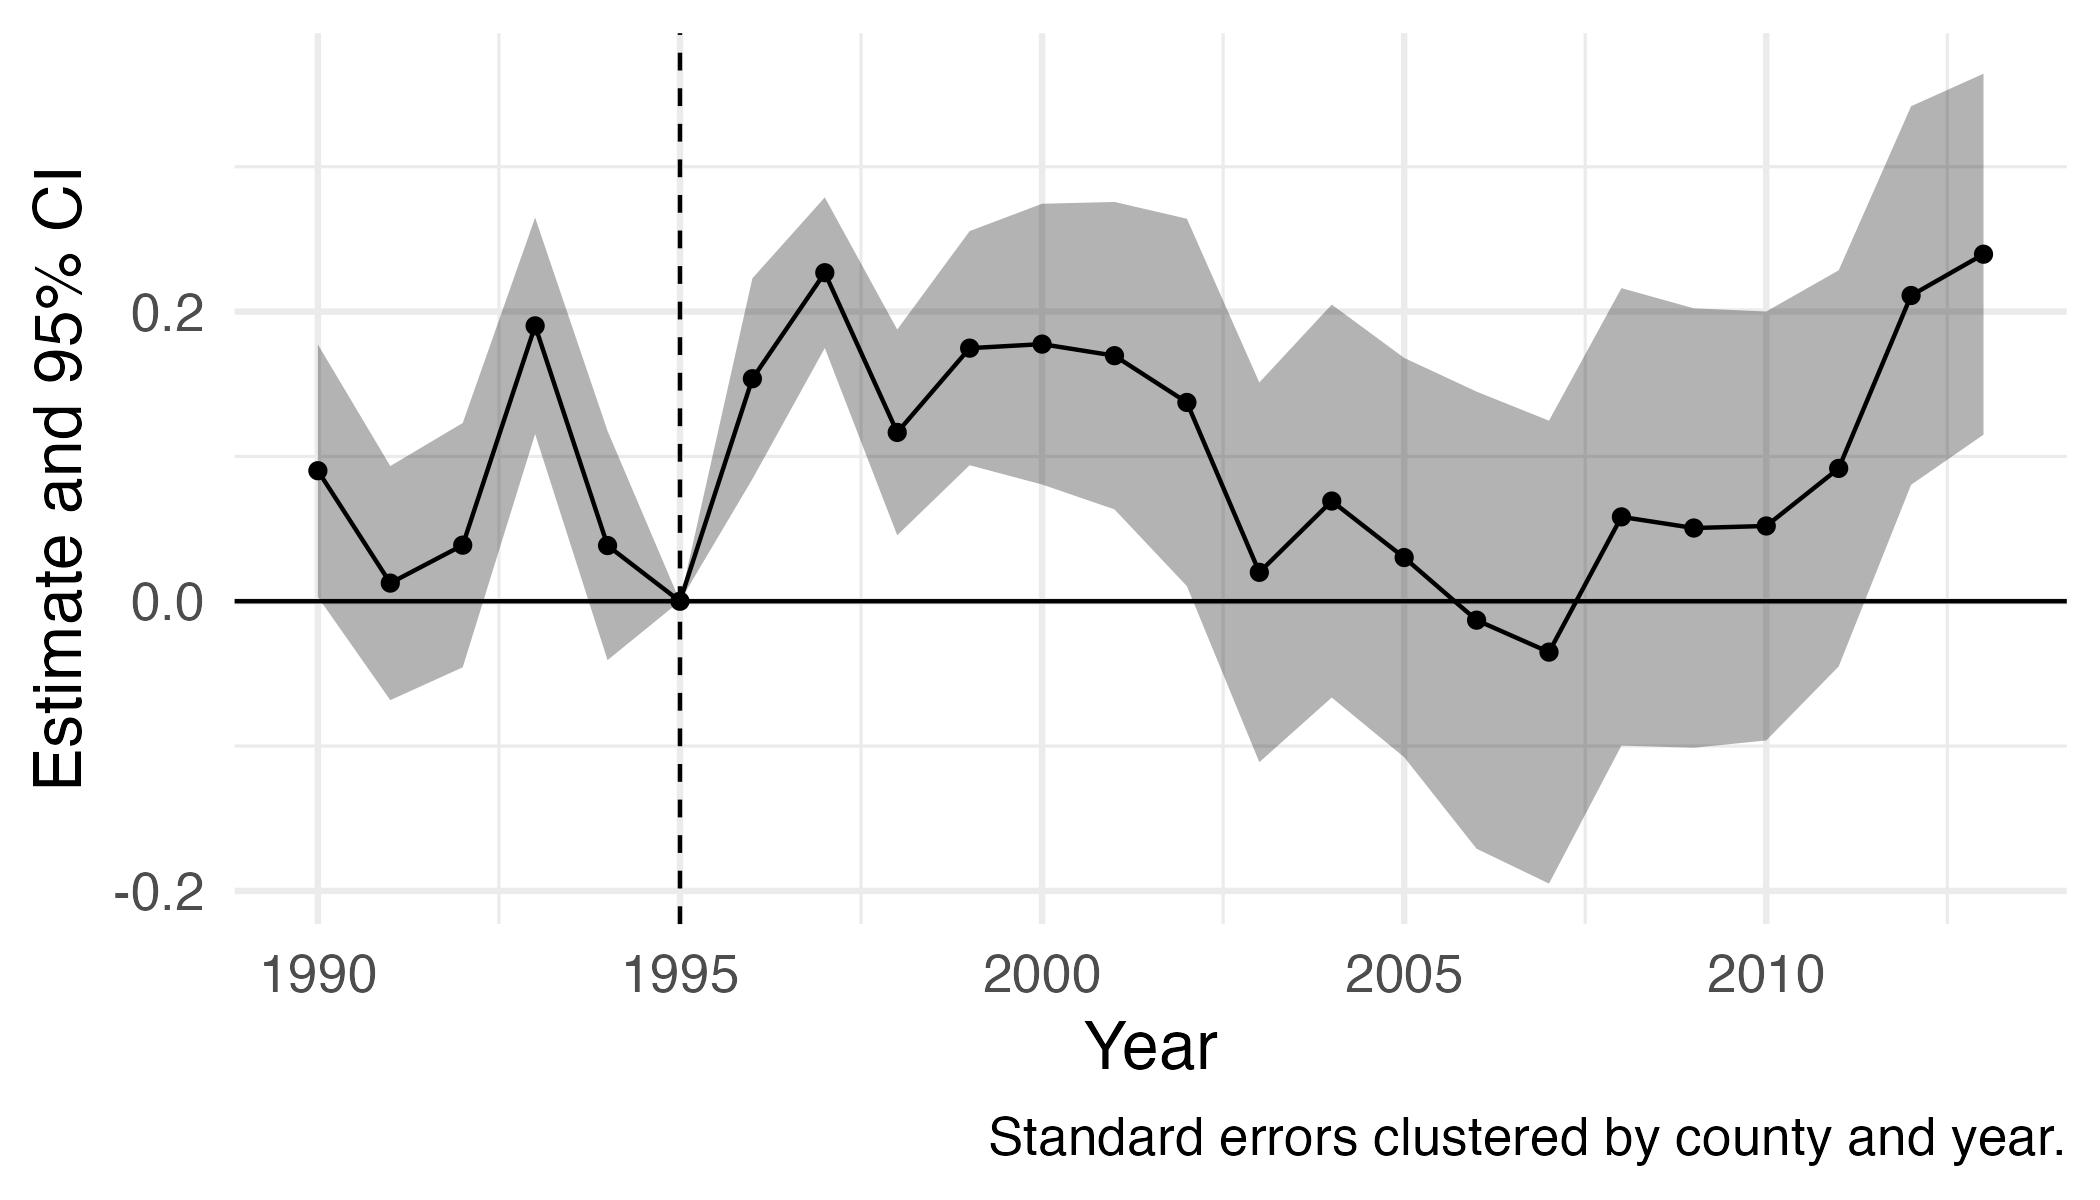 Estimate and 95% CI
0.2
0.0
-0.2
1990 1995 2000 2005 2010
Year
Standard errors clustered by county and year.